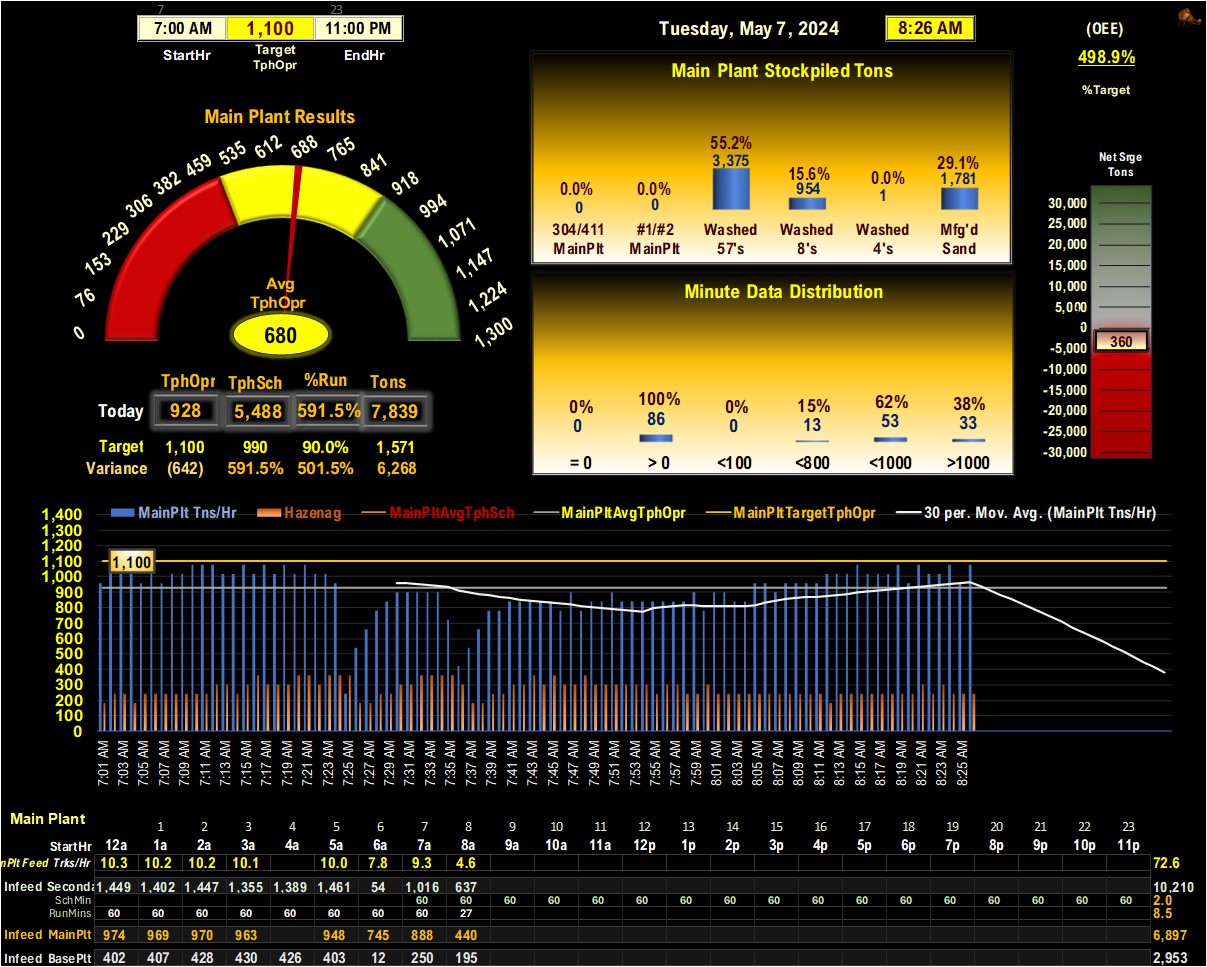 7 23
7:00 AM 1,100 11:00 PM
StartHr Target TphOpr EndHr
Tuesday, May 7, 2024 8:26 AM
(OEE)
498.9%
%Target
Main Plant Results
0 76 153 229 306 382 459 535 612 688 765 841 918 994 1,071 1,147 1,224 1,300
Avg
TphOpr
680
TphOpr TphSch %Run Tons
Today 928 5,488 591.5% 7,839
Target 1,100 990 90.0% 1,571
Variance (642) 591.5% 501.5% 6,268
Main Plant Stockpiled Tons
0.0% 0.0% 55.2% 15.6% 0.0% 29.1%
0 0 3,375 954 1 1,781
304/411 #1/#2 Washed Washed Washed Mfg'd
MainPlt MainPlt 57's 8's 4's Sand
Minute Data Distribution
0% 100% 0% 15% 62% 38%
0 86 0 13 53 33
= 0 > 0 <100 <800 <1000 >1000
Net Srge
Tons
30,000
25,000
20,000
15,000
10,000
5,000
0
360
-5,000
-10,000
-15,000
-20,000
-25,000
-30,000
MainPlt Tns/Hr Hazenag MainPltAvgTphSch MainPltAvgTphOpr MainPltTargetTphOpr 30 per. Mov. Avg. (MainPlt Tns/Hr)
1,400
1,300
1,200
1,100
1,100
1,000
900
800
700
600
500
400
300
200
100
0
7:01 AM 7:03 AM 7:05 AM 7:07 AM 7:09 AM 7:11 AM 7:13 AM 7:15 AM 7:17 AM 7:19 AM 7:21 AM 7:23 AM 7:25 AM 7:27 AM 7:29 AM 7:31 AM 7:33 AM 7:35 AM 7:37 AM 7:39 AM 7:41 AM 7:43 AM 7:45 AM 7:47 AM 7:49 AM 7:51 AM 7:53 AM 7:55 AM 7:57 AM 7:59 AM 8:01 AM 8:03 AM 8:05 AM 8:07 AM 8:09 AM 8:11 AM 8:13 AM 8:15 AM 8:17 AM 8:19 AM 8:21 AM 8:23 AM 8:25 AM
Main Plant
1 2 3 4 5 6 7 8 9 10 11 12 13 14 15 16 17 18 19 20 21 22 23
StartHr 12a 1a 2a 3a 4a 5a 6a 7a 8a 9a 10a 11a 12p 1p 2p 3p 4p 5p 6p 7p 8p 9p 10p 11p
nPlt Feed Trks/Hr 10.3 10.2 10.2 10.1 10.0 7.8 9.3 4.6 72.6
Infeed Seconda 1,449 1,402 1,447 1,355 1,389 1,461 54 1,016 637 10,210
SchMin 60 60 60 60 60 60 60 60 60 60 60 60 60 60 60 60 60 2.0
RunMins 60 60 60 60 60 60 60 60 27 8.5
Infeed MainPlt 974 969 970 963 948 745 888 440 6,897
Infeed BasePlt 402 407 428 430 426 403 12 250 195 2,953